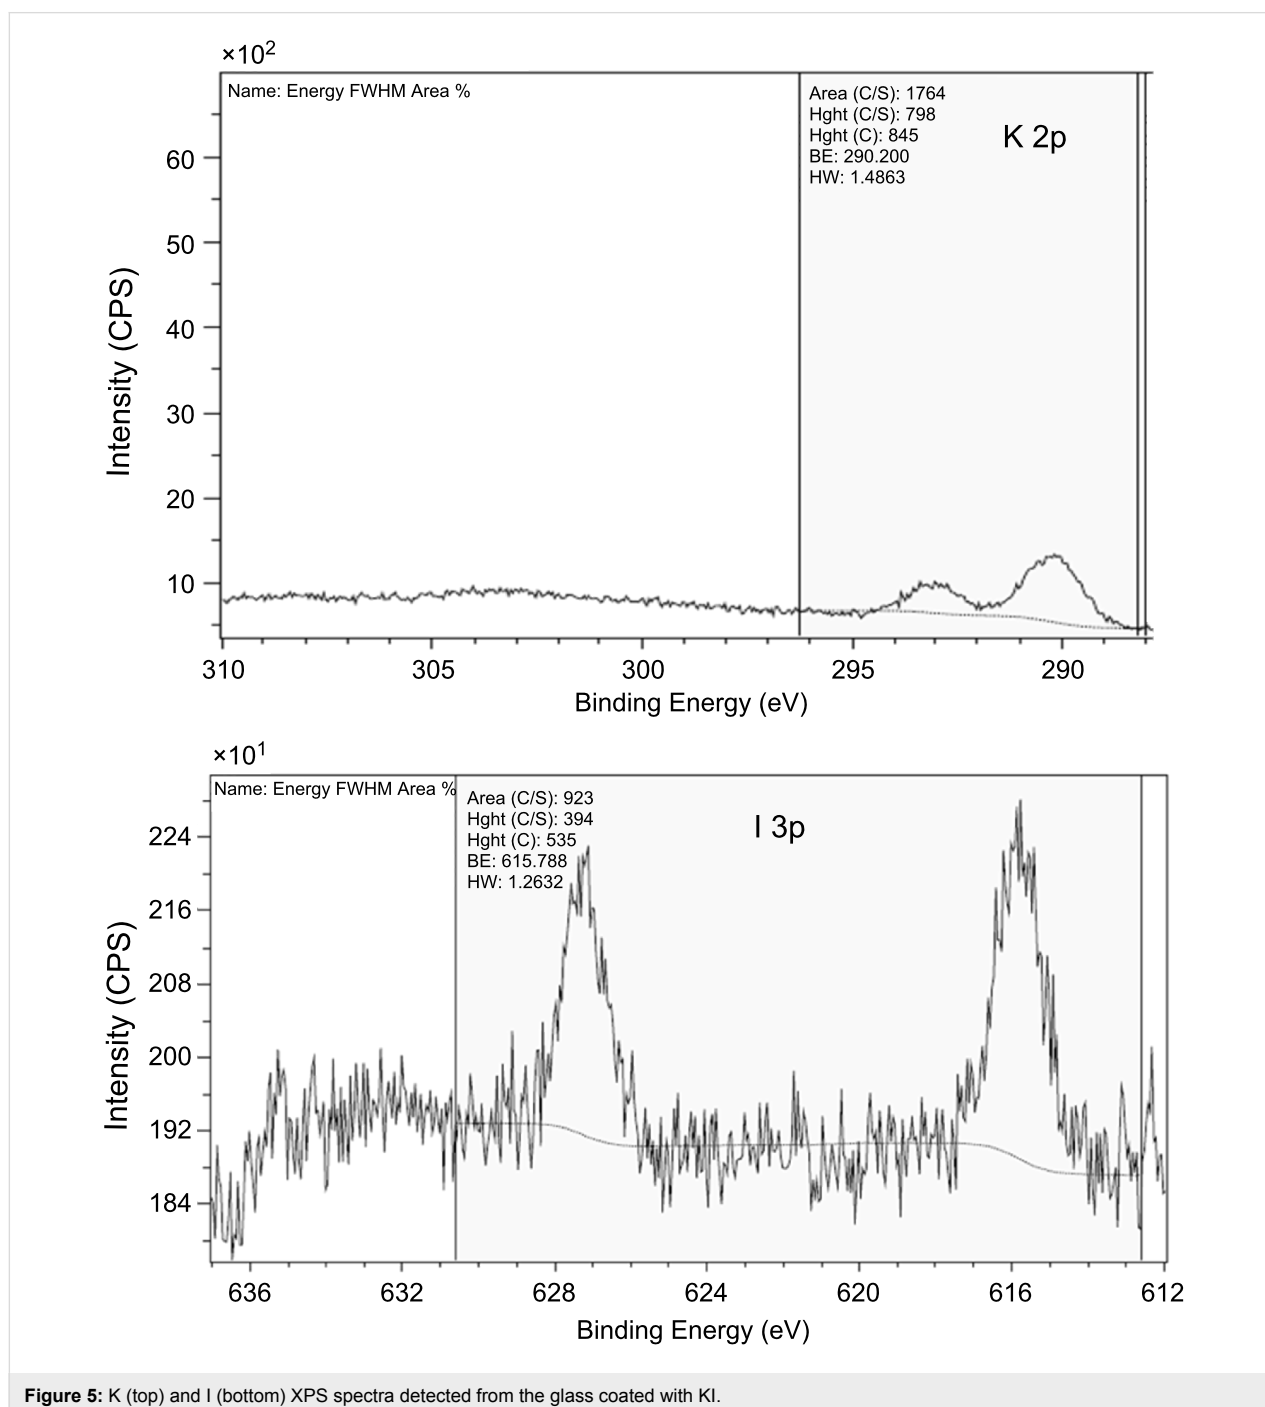 ×10²
Name: Energy FWHM Area %
Area (C/S): 1764
Hght (C/S): 798
Hght (C): 845
BE: 290.200
HW: 1.4863
K 2p
60
50
40
30
20
10
Intensity (CPS)
310 305 300 295 290
Binding Energy (eV)
×10¹
Name: Energy FWHM Area %
Area (C/S): 923
Hght (C/S): 394
Hght (C): 535
BE: 615.788
HW: 1.2632
I 3p
224
216
208
200
192
184
Intensity (CPS)
636 632 628 624 620 616 612
Binding Energy (eV)
Figure 5: K (top) and I (bottom) XPS spectra detected from the glass coated with KI.